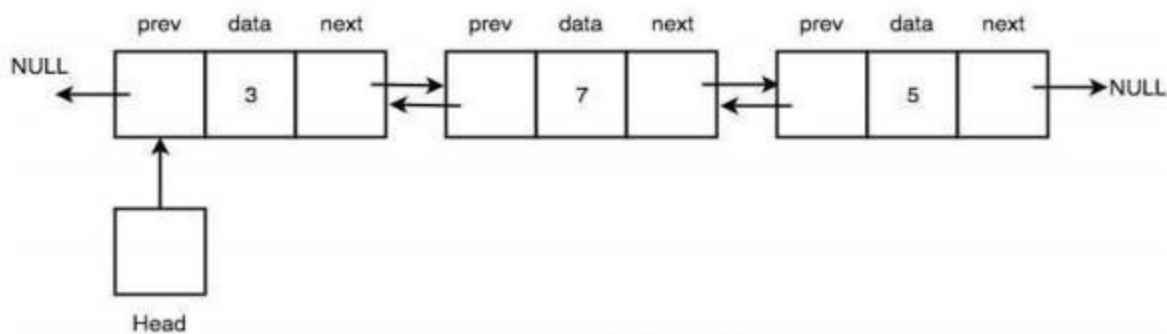 prev data next prev data next prev data next
NULL 3 7 5 NULL
Head